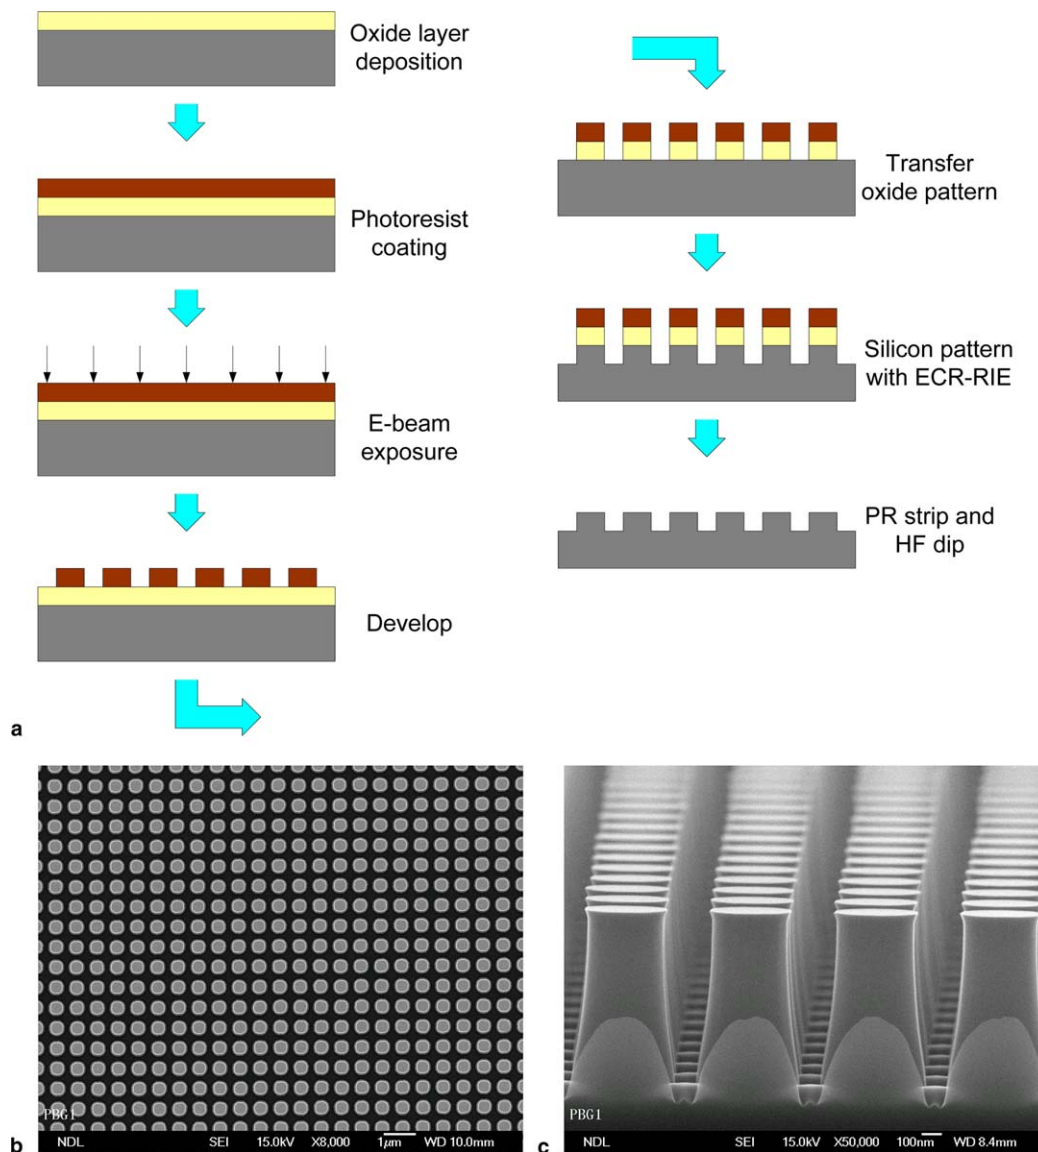 Oxide layer
deposition
Photoresist
coating
E-beam
exposure
Develop
Transfer
oxide pattern
Silicon pattern
with ECR-RIE
PR strip and
HF dip
a
PBG1
NDL SEI 15.0kV X8,000 1µm WD 10.0mm
b
PBG1
NDL SEI 15.0kV X50,000 100nm WD 8.4mm
c